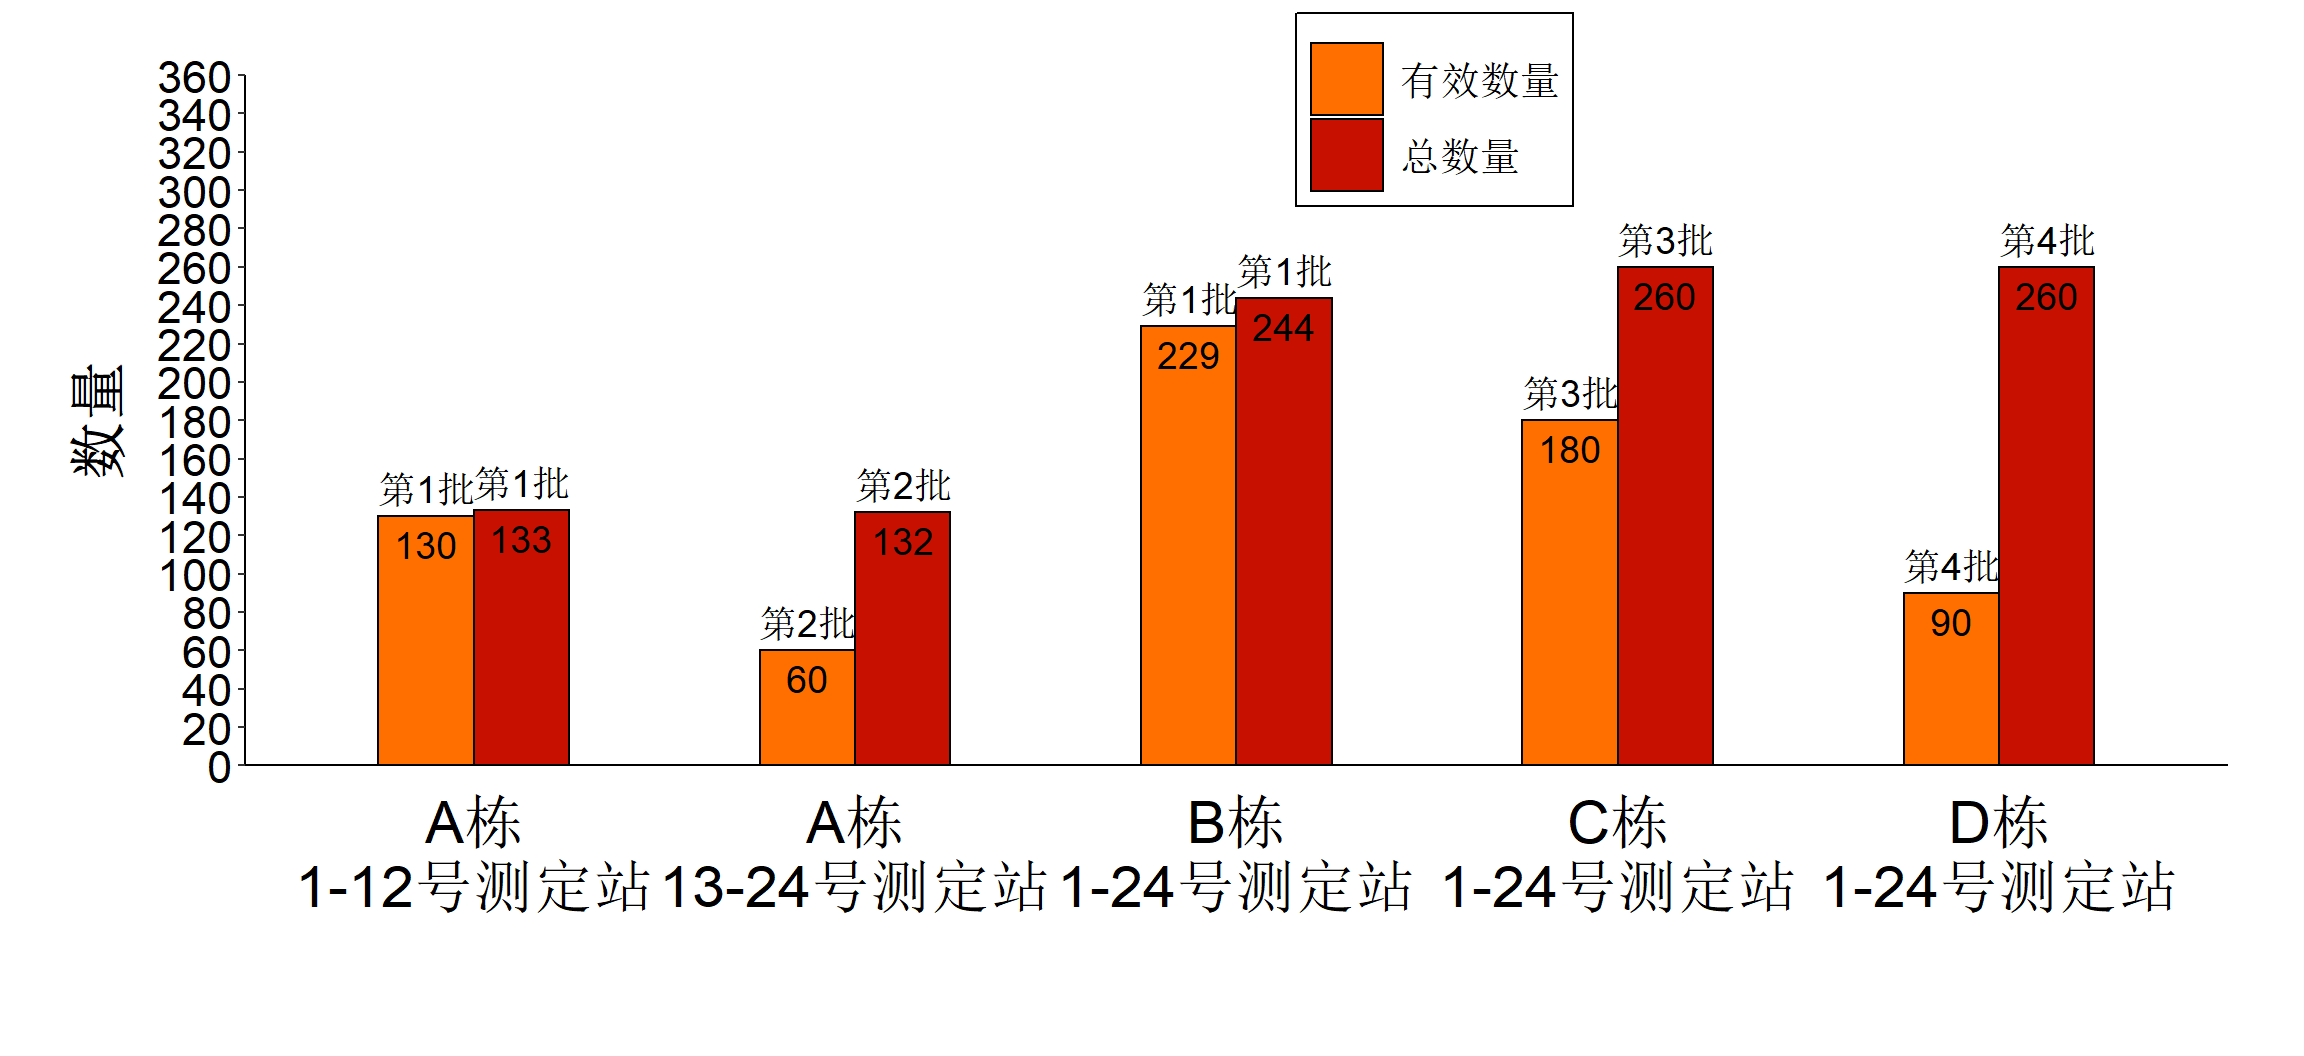 有效数量
总数量
数量
360
340
320
300
280
260
240
220
200
180
160
140
120
100
80
60
40
20
0
第1批
第1批
130
133
第2批
第2批
60
132
第1批
第1批
229
244
第3批
第3批
180
260
第4批
第4批
90
260
A栋
1-12号测定站
A栋
13-24号测定站
B栋
1-24号测定站
C栋
1-24号测定站
D栋
1-24号测定站